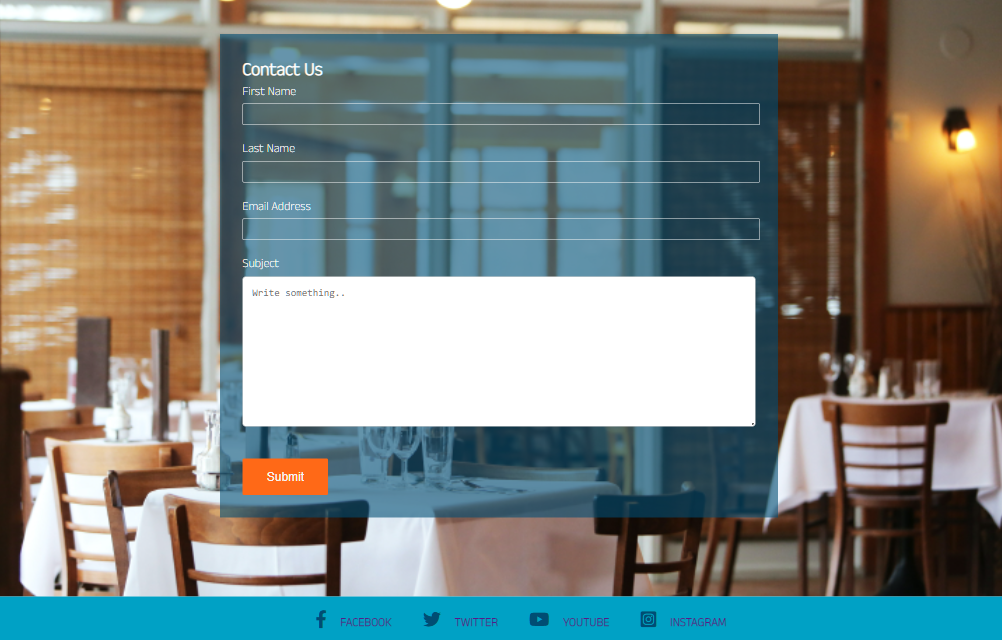 Contact Us
First Name
Last Name
Email Address
Subject
Write something..
Submit
FACEBOOK TWITTER YOUTUBE INSTAGRAM